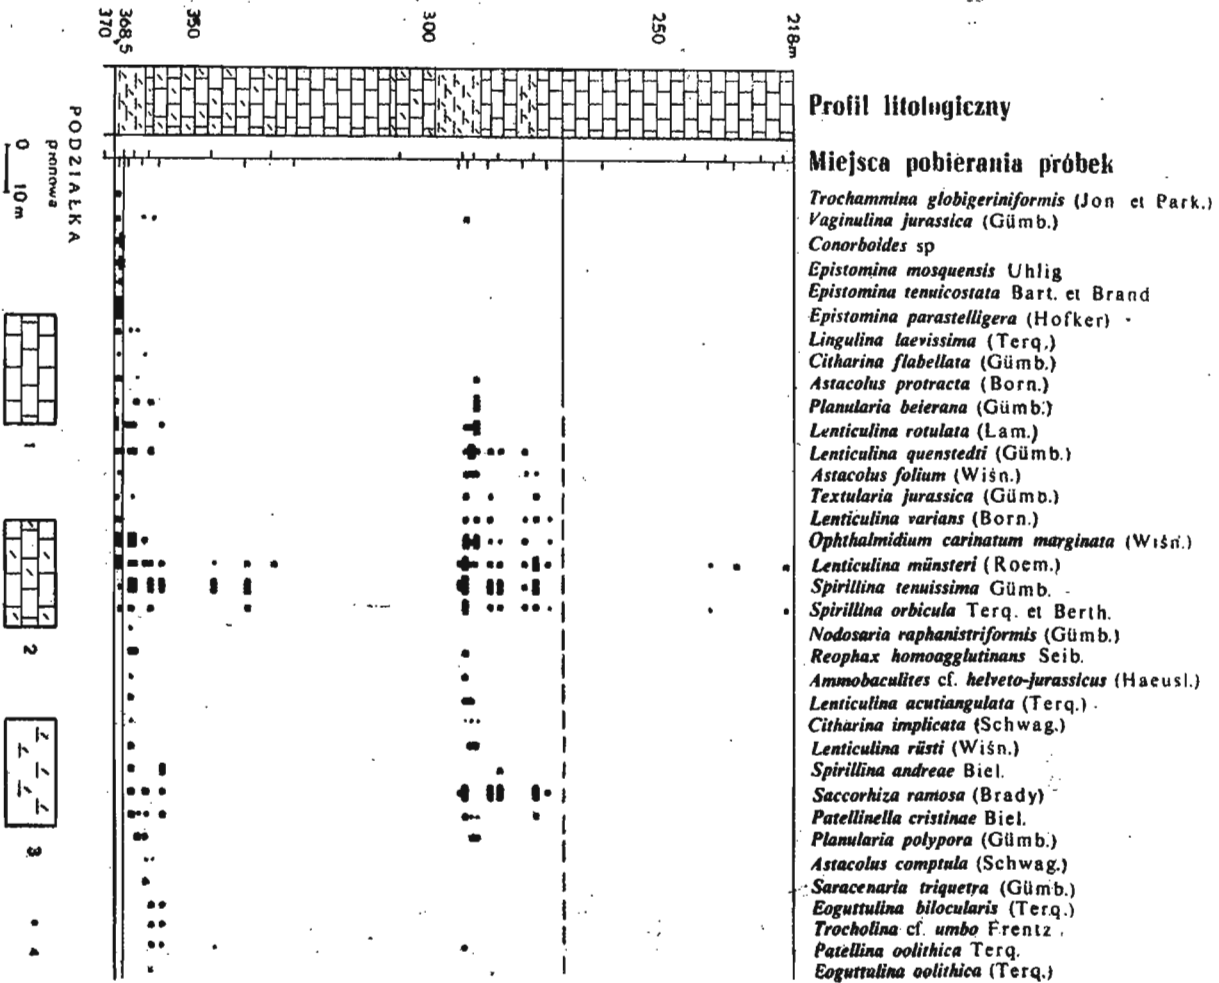 370
368,5
350
300
250
218m
Profil litologiczny
Miejsca pobierania próbek
Trochammina globigeriniformis (Jon et Park.)
Vaginulina jurassica (Gümb.)
Conorboides sp
Epistomina mosquensis Uhlig
Epistomina tenuicostata Bart. et Brand
Epistomina parastelligera (Hofker)
Lingulina laevissima (Terq.)
Citharina flabellata (Gümb.)
Astacolus protracta (Born.)
Planularia beierana (Gümb.)
Lenticulina rotulata (Lam.)
Lenticulina quenstedti (Gümb.)
Astacolus folium (Wiśn.)
Textularia jurassica (Gümb.)
Lenticulina varians (Born.)
Ophthalmidium carinatum marginata (Wiśn.)
Lenticulina münsteri (Roem.)
Spirillina tenuissima Gümb.
Spirillina orbicula Terq. et Berth.
Nodosaria raphanistriformis (Gümb.)
Reophax homoagglutinans Seib.
Ammobaculites cf. helveto-jurassicus (Haeusl.)
Lenticulina acutiangulata (Terq.)
Citharina implicata (Schwag.)
Lenticulina rüsti (Wiśn.)
Spirillina andreae Biel.
Saccorhiza ramosa (Brady)
Patellinella cristinae Biel.
Planularia polypora (Gümb.)
Astacolus comptula (Schwag.)
Saracenaria triquetra (Gümb.)
Eoguttulina bilocularis (Terq.)
Trocholina cf. umbo Frentz
Patellina oolithica Terq.
Eoguttulina oolithica (Terq.)
PODZIAŁKA
pionowa
0 10m
1
2
3
4